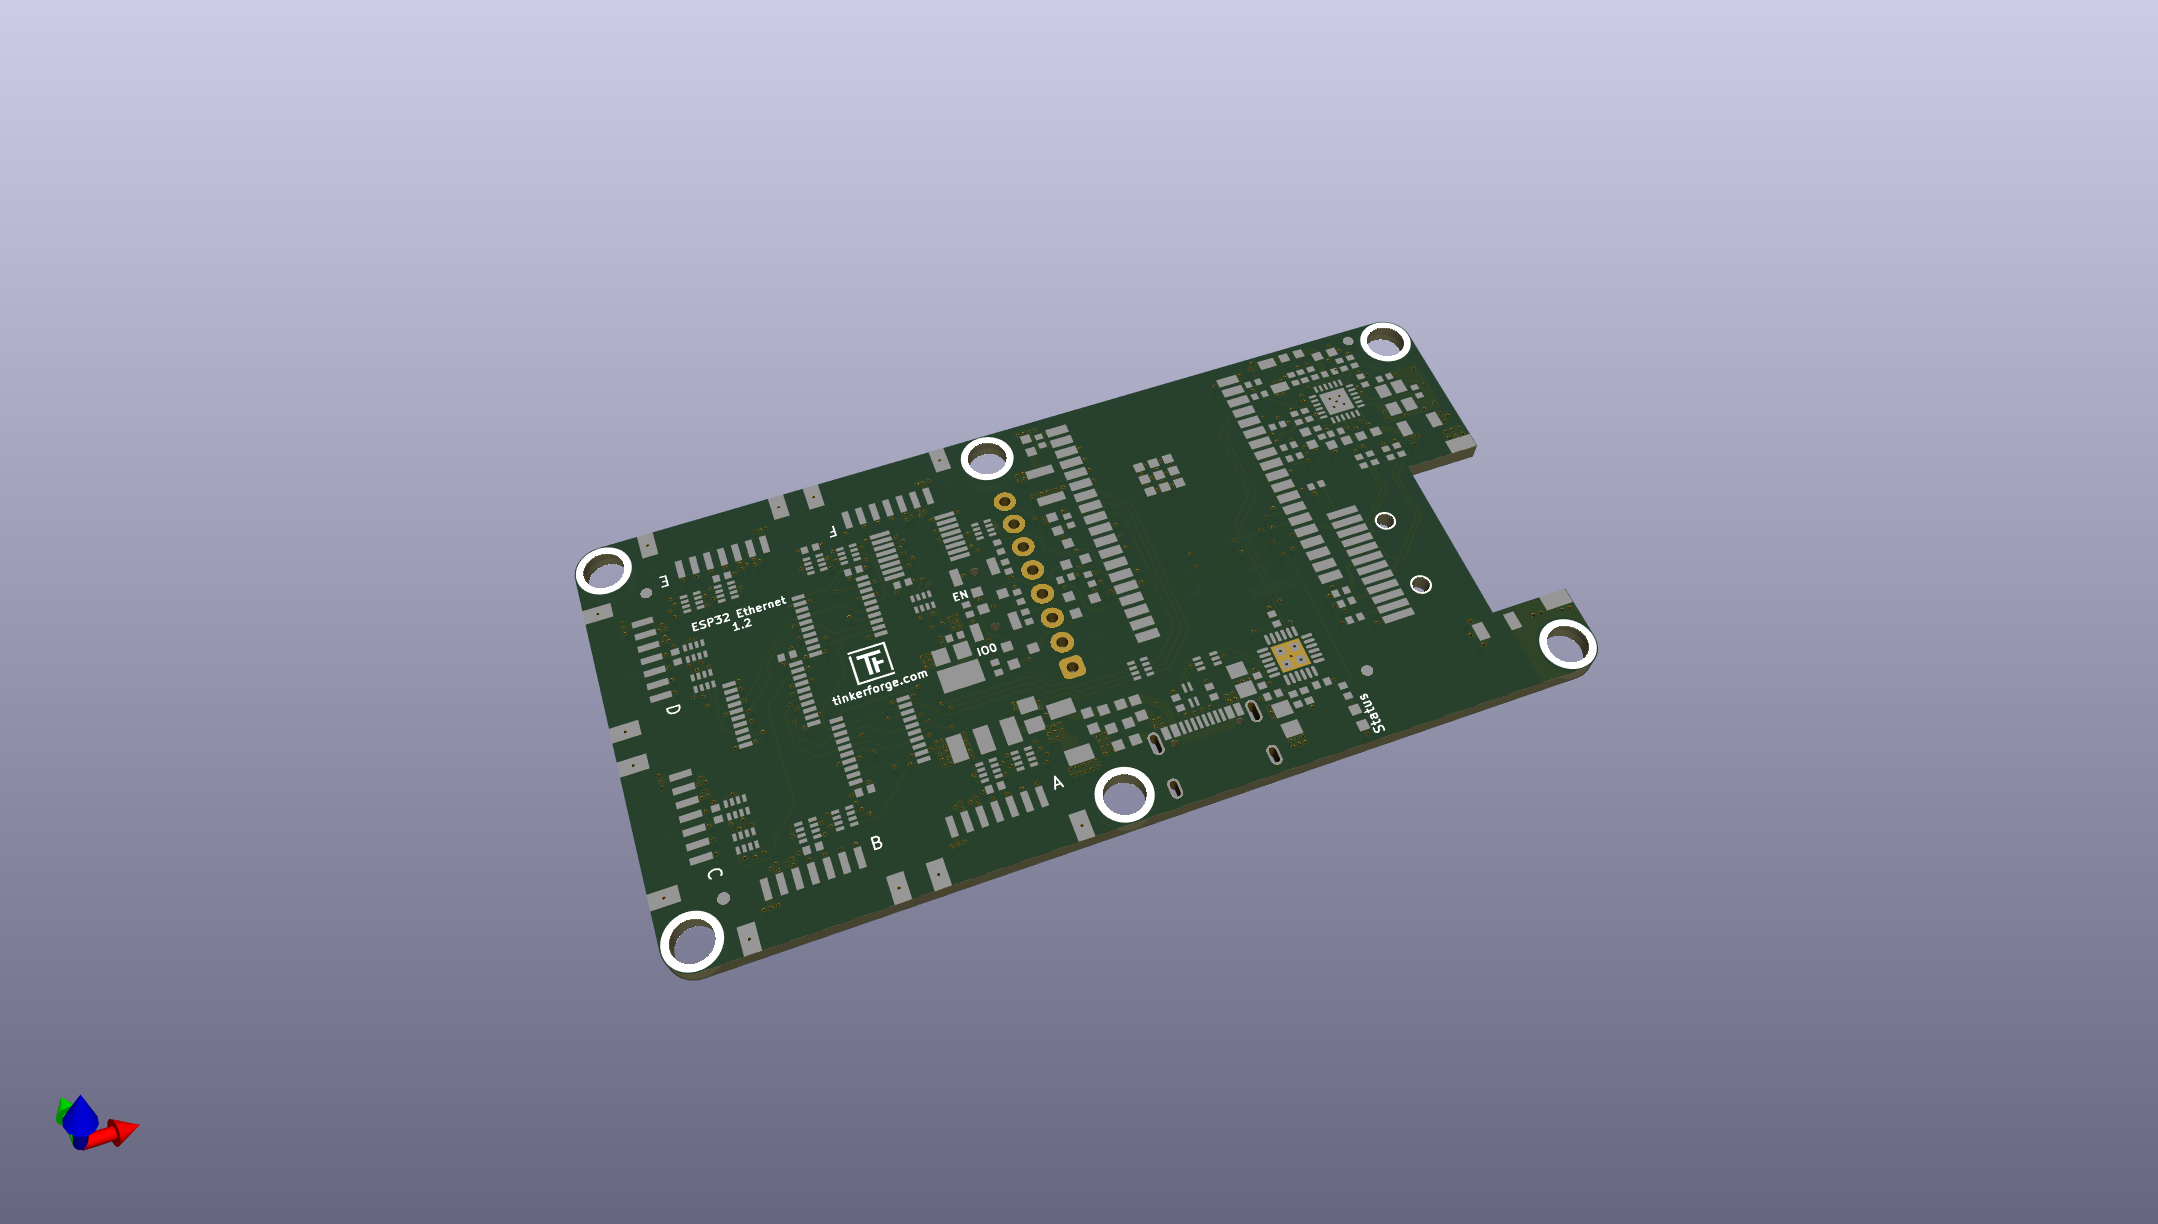 F
E
ESP32 Ethernet
1.2
EN
IO0
TF
tinkerforge.com
D
Status
A
B
C